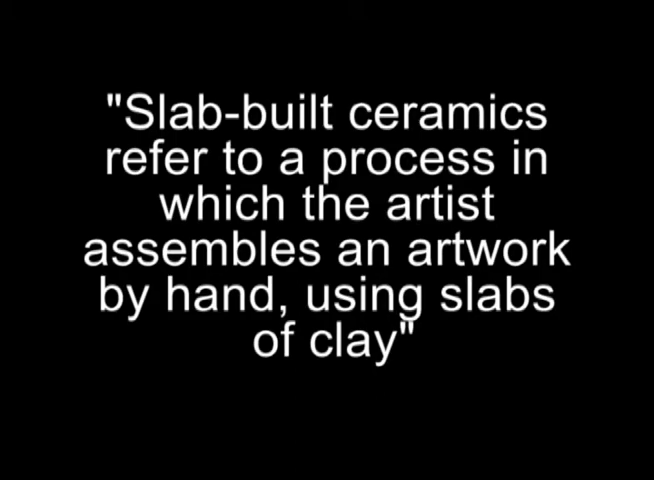 "Slab-built ceramics
refer to a process in
which the artist
assembles an artwork
by hand, using slabs
of clay"